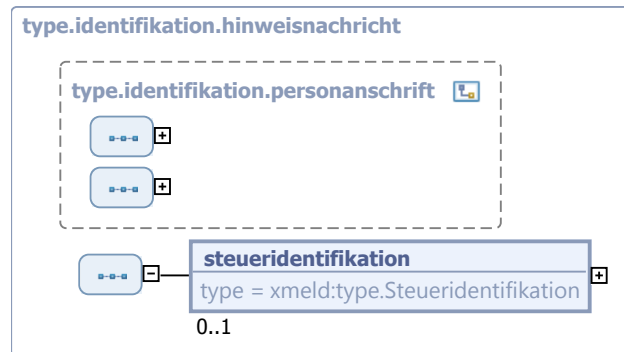 type.identifikation.hinweisnachricht
type.identifikation.personanschrift
steueridentifikation
type = xmeld:type.Steueridentifikation
0..1